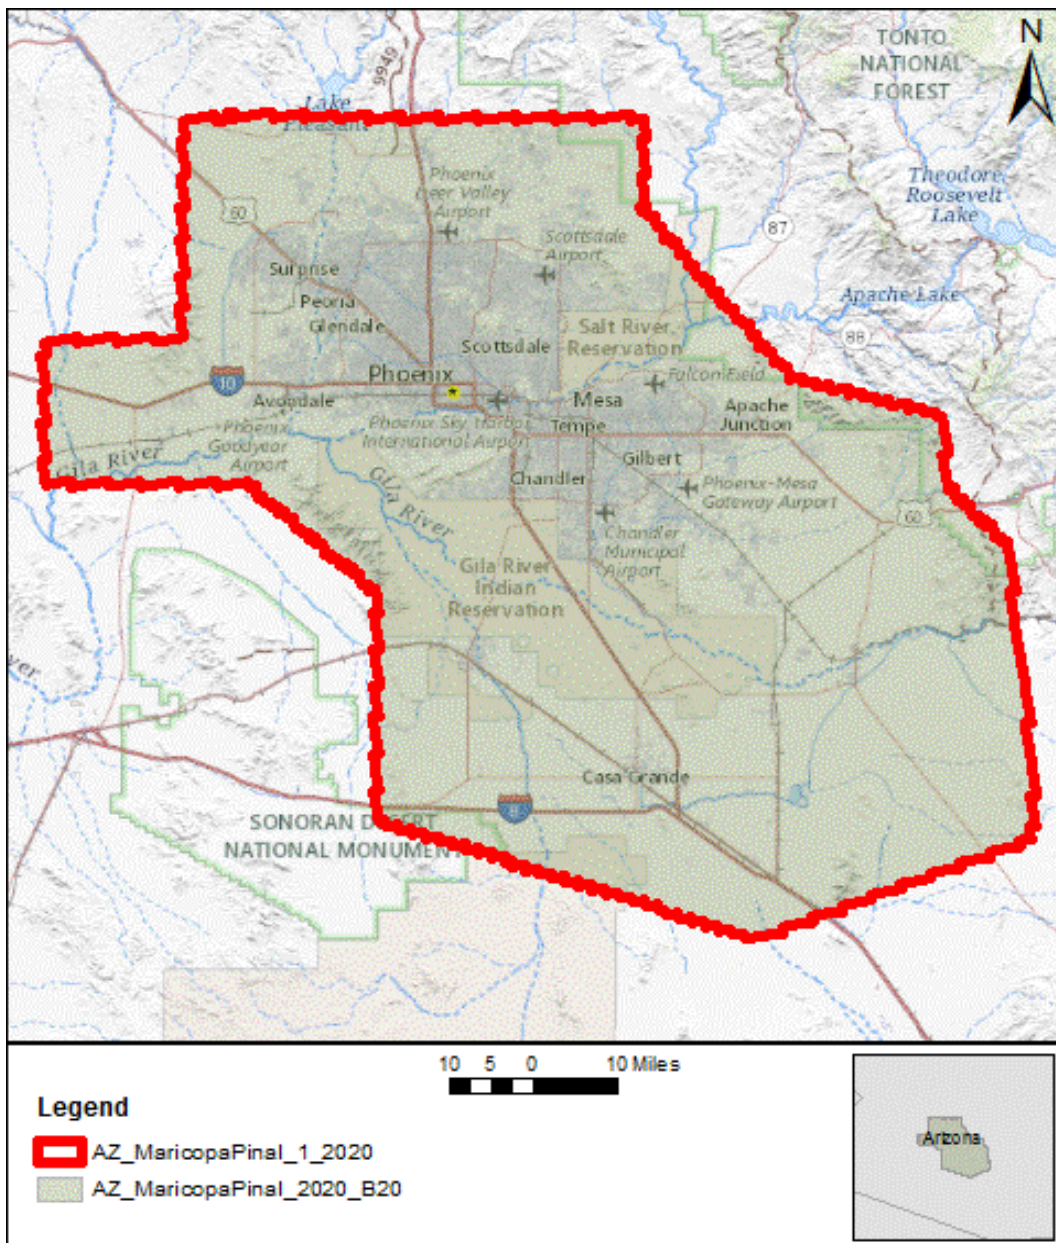 N
TONTO
NATIONAL
FOREST
9949
Lake
Pleasant
Theodore
Roosevelt
Lake
Phoenix
Deer Valley
Airport
60
87
Scottsdale
Airport
Surprise
Peoria
Glendale
Apache Lake
88
Salt River
Reservation
Scottsdale
Phoenix
10
Falcon Field
Avondale
Mesa
Apache
Junction
Phoenix
Goodyear
Airport
Phoenix Sky Harbor
International Airport
Tempe
Gila River
Gilbert
Gila River
Chandler
Phoenix-Mesa
Gateway Airport
60
Chandler
Municipal
Airport
Gila River
Indian
Reservation
Casa Grande
8
SONORAN DESERT
NATIONAL MONUMENT
10 5 0 10 Miles
Legend
AZ_MaricopaPinal_1_2020
AZ_MaricopaPinal_2020_B20
Arizona